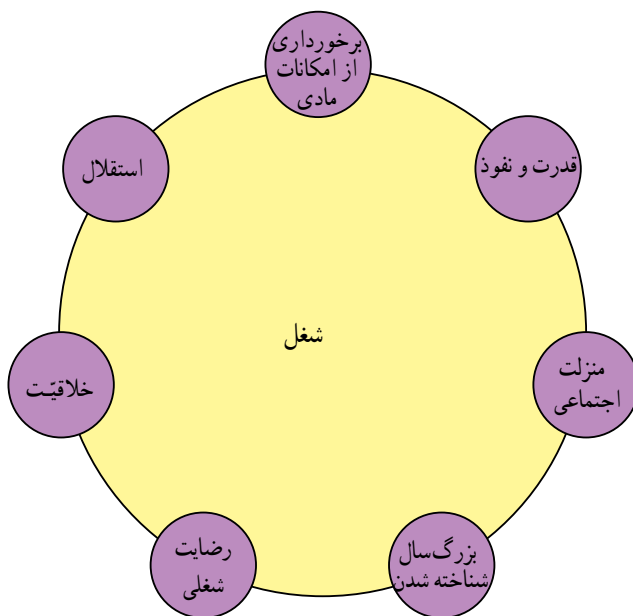 برخورداری
از امکانات
مادی
قدرت و نفوذ
استقلال
شغل
منزلت
اجتماعی
خلاقیّت
بزرگ‌سال
شناخته شدن
رضایت
شغلی